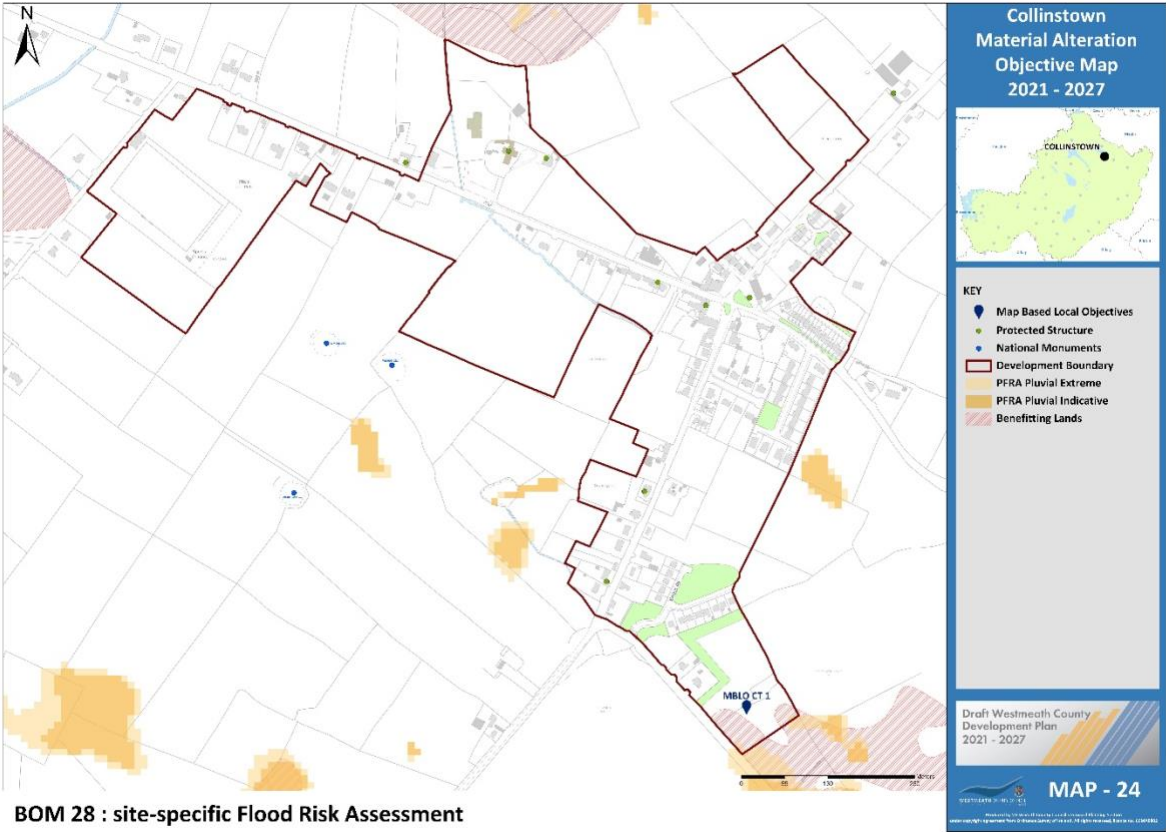 N
Collinstown
Material Alteration
Objective Map
2021 - 2027
COLLINSTOWN
KEY
Map Based Local Objectives
Protected Structure
National Monuments
Development Boundary
PFRA Pluvial Extreme
PFRA Pluvial Indicative
Benefitting Lands
MBLO CT 1
0
130
Draft Westmeath County
Development Plan
2021 - 2027
MAP - 24
BOM 28 : site-specific Flood Risk Assessment